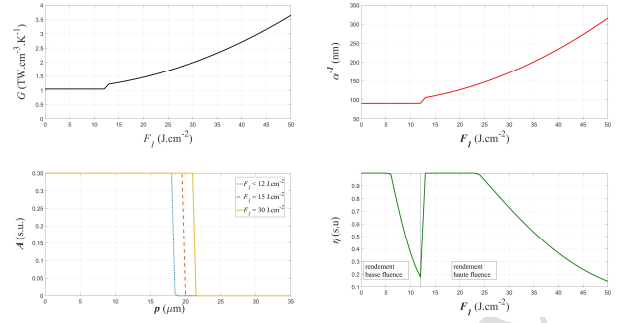 4
3.5
3
2.5
2
1.5
1
0.5
0
0 5 10 15 20 25 30 35 40 45 50
G (TW.cm⁻³.K⁻¹)
F_l (J.cm⁻²)
350
300
250
200
150
100
50
0 5 10 15 20 25 30 35 40 45 50
α⁻¹ (nm)
F_l (J.cm⁻²)
0.35
0.3
0.25
0.2
0.15
0.1
0.05
0
0 5 10 15 20 25 30 35
A (s.u.)
p (μm)
F_l < 12 J.cm⁻²
F_l = 15 J.cm⁻²
F_l = 30 J.cm⁻²
1
0.9
0.8
0.7
0.6
0.5
0.4
0.3
0.2
0.1
0 5 10 15 20 25 30 35 40 45 50
η (s.u)
rendement
basse fluence
rendement
haute fluence
F_l (J.cm⁻²)